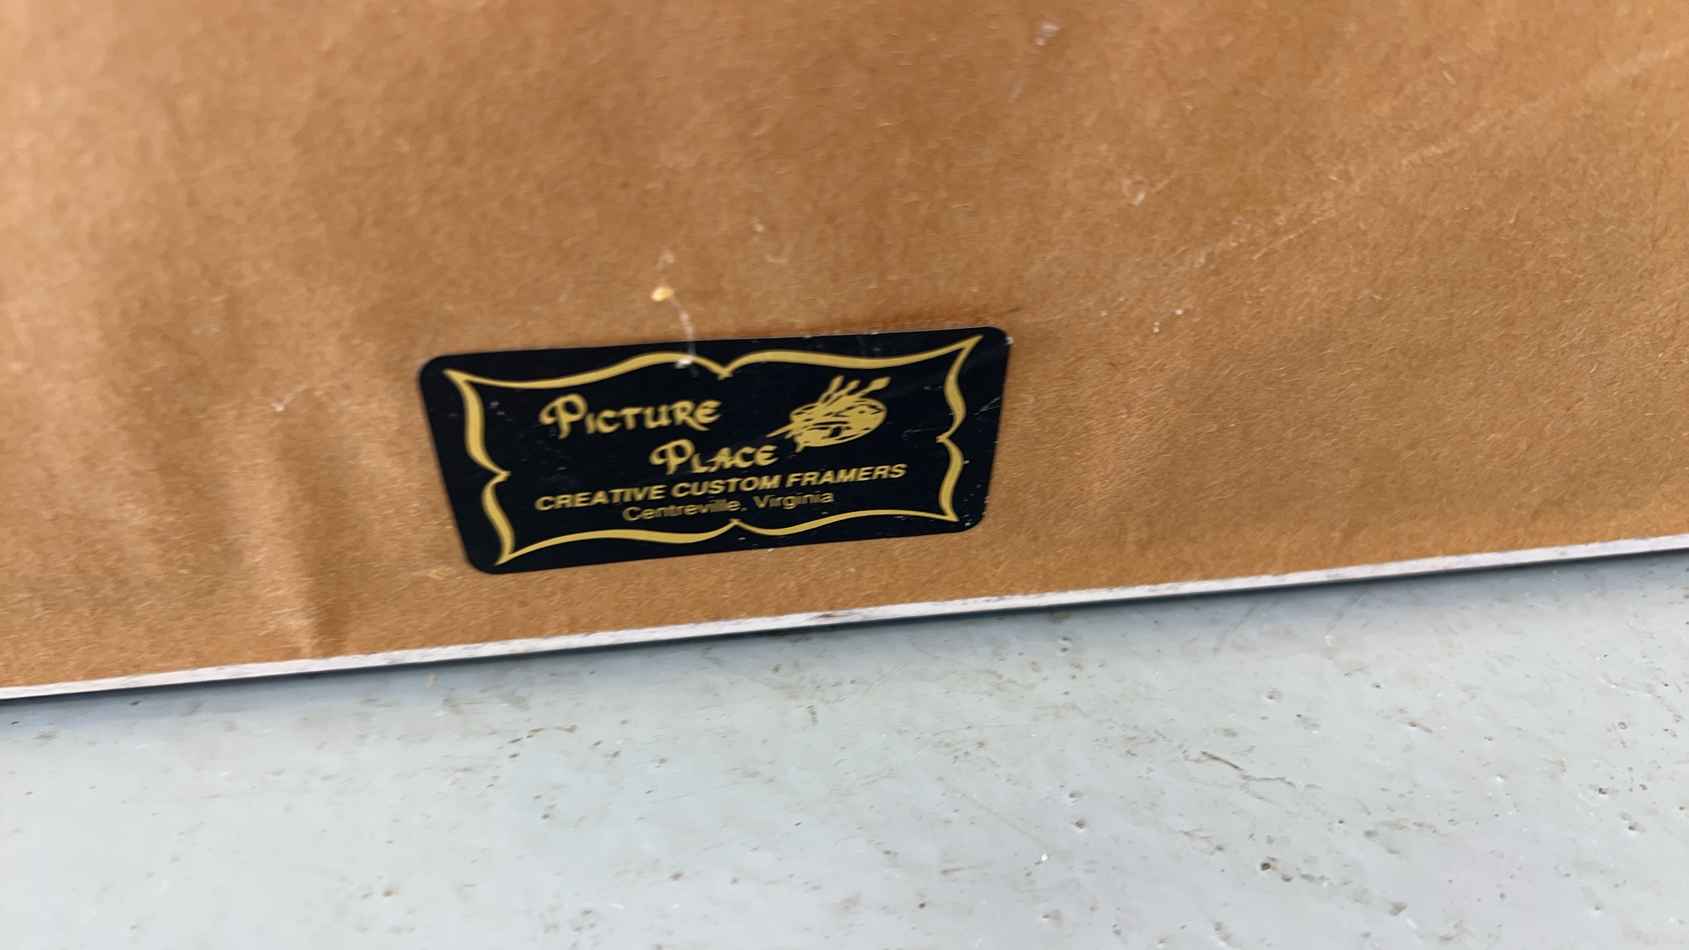 PICTURE
PLACE
CREATIVE CUSTOM FRAMERS
Centreville, Virginia